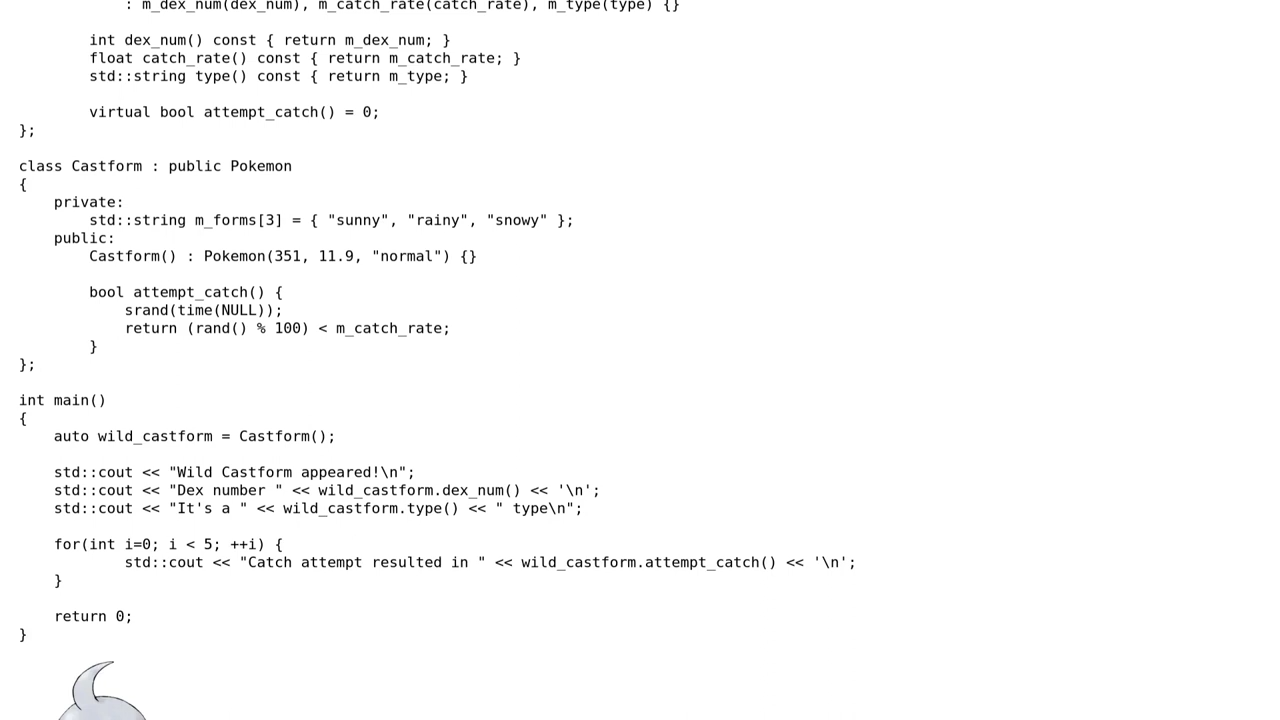 : m_dex_num(dex_num), m_catch_rate(catch_rate), m_type(type) {}
int dex_num() const { return m_dex_num; }
float catch_rate() const { return m_catch_rate; }
std::string type() const { return m_type; }
virtual bool attempt_catch() = 0;
};
class Castform : public Pokemon
{
private:
std::string m_forms[3] = { "sunny", "rainy", "snowy" };
public:
Castform() : Pokemon(351, 11.9, "normal") {}
bool attempt_catch() {
srand(time(NULL));
return (rand() % 100) < m_catch_rate;
}
};
int main()
{
auto wild_castform = Castform();
std::cout << "Wild Castform appeared!\n";
std::cout << "Dex number " << wild_castform.dex_num() << '\n';
std::cout << "It's a " << wild_castform.type() << " type\n";
for(int i=0; i < 5; ++i) {
std::cout << "Catch attempt resulted in " << wild_castform.attempt_catch() << '\n';
}
return 0;
}